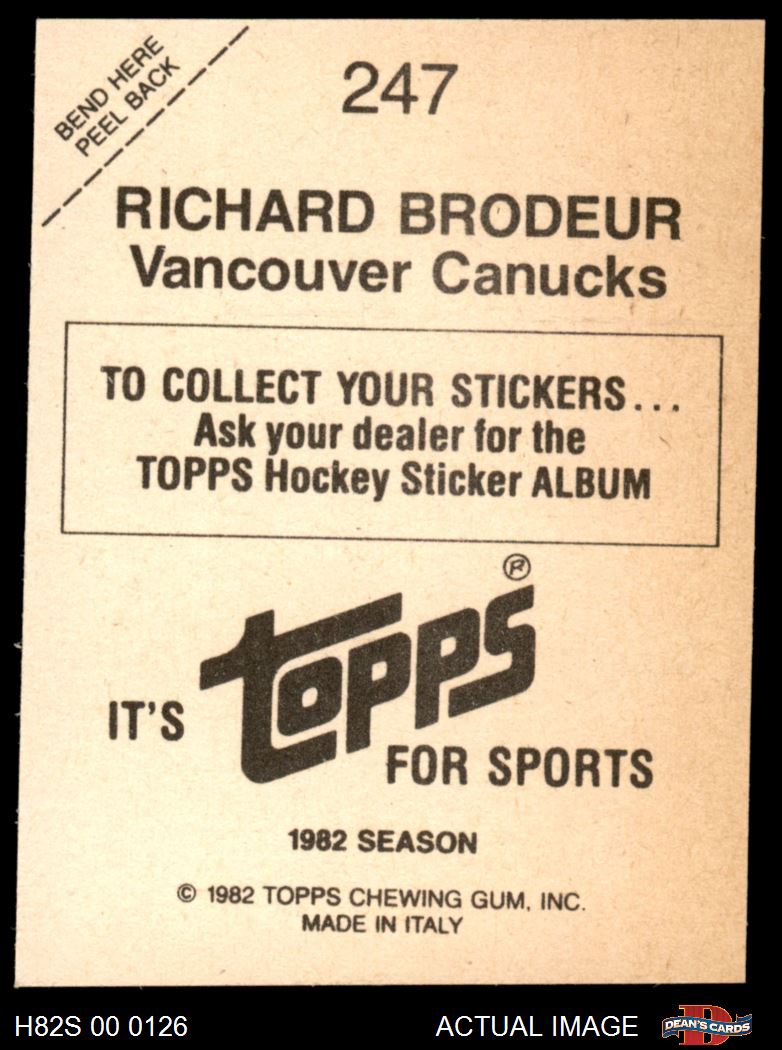 BEND HERE
PEEL BACK
247
RICHARD BRODEUR
Vancouver Canucks
TO COLLECT YOUR STICKERS...
Ask your dealer for the
TOPPS Hockey Sticker ALBUM
topps®
IT'S
FOR SPORTS
1982 SEASON
© 1982 TOPPS CHEWING GUM, INC.
MADE IN ITALY
H82S 00 0126
ACTUAL IMAGE
D
DEAN'S CARDS